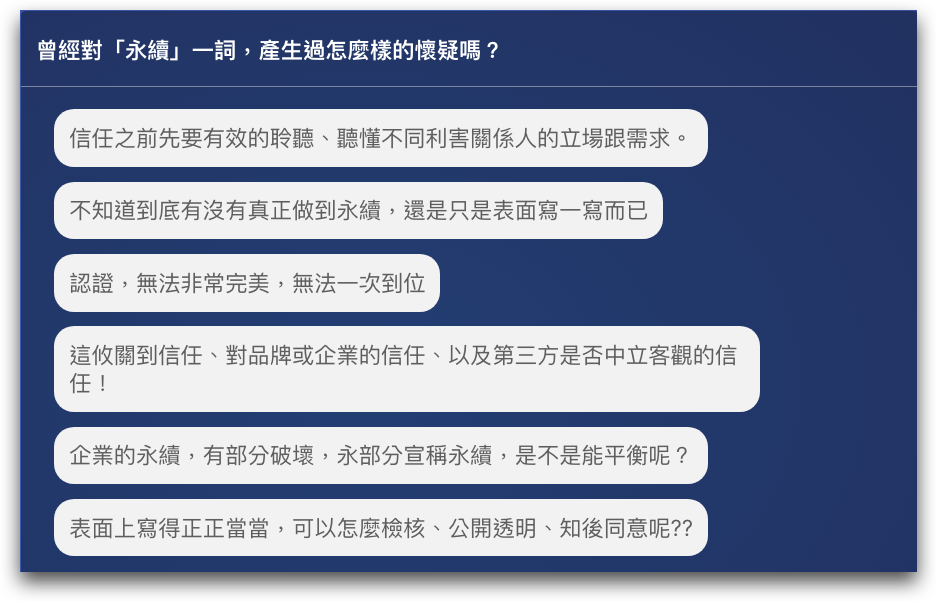 曾經對「永續」一詞，產生過怎麼樣的懷疑嗎？
信任之前先要有效的聆聽、聽懂不同利害關係人的立場跟需求。
不知道到底有沒有真正做到永續，還是只是表面寫一寫而已
認證，無法非常完美，無法一次到位
這攸關到信任、對品牌或企業的信任、以及第三方是否中立客觀的信
任！
企業的永續，有部分破壞，永部分宣稱永續，是不是能平衡呢？
表面上寫得正正當當，可以怎麼檢核、公開透明、知後同意呢??